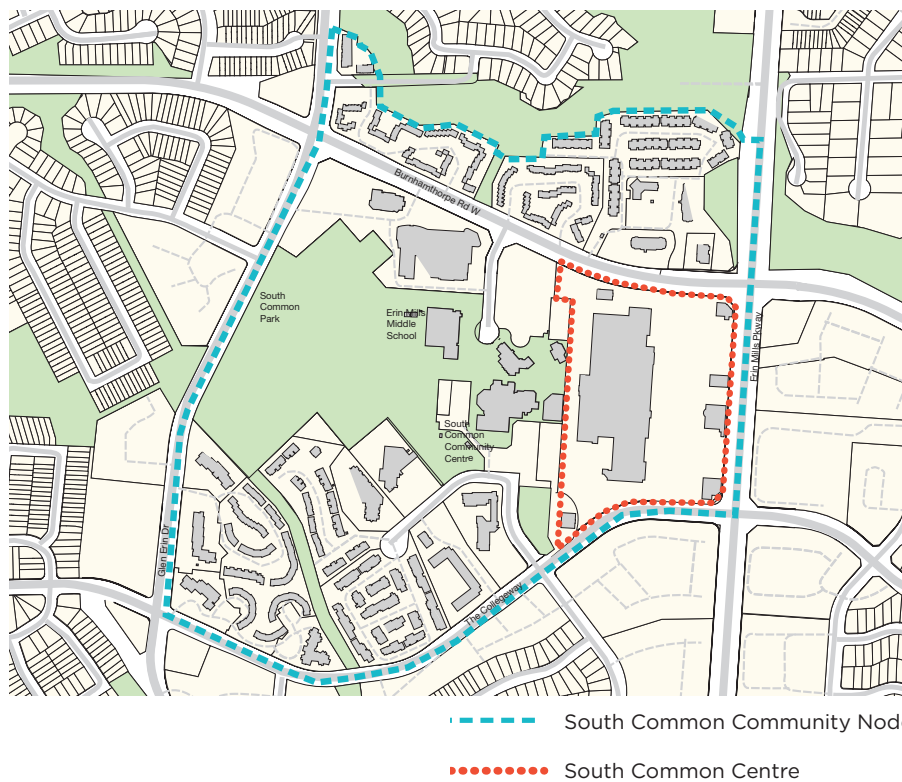 Burnhamthorpe Rd W
South
Common
Park
Erin Mills
Middle
School
Erin Mills Pkway
South
Common
Community
Centre
Glen Erin Dr
The Collegeway
South Common Community Nod
South Common Centre